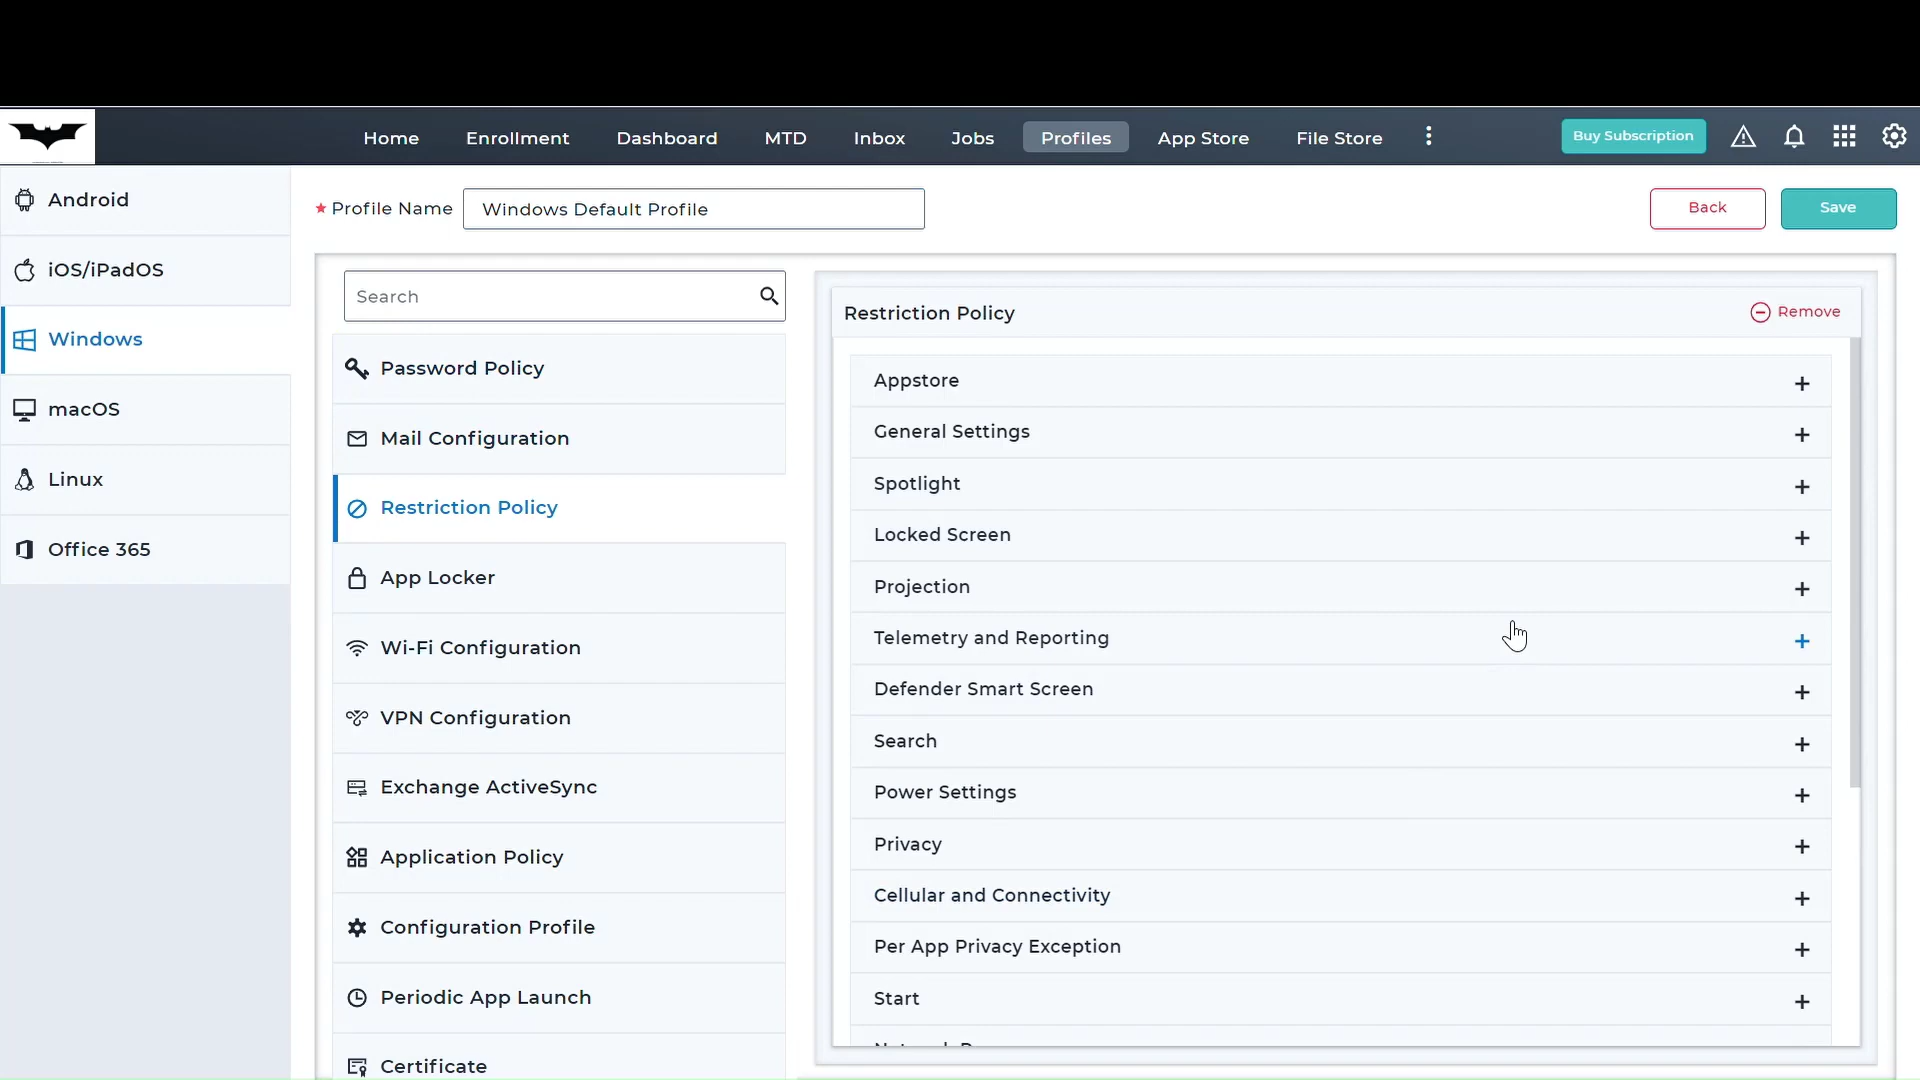 Home Enrollment Dashboard MTD Inbox Jobs Profiles App Store File Store Buy Subscription
Android
iOS/iPadOS
Windows
macOS
Linux
Office 365
* Profile Name Windows Default Profile Back Save
Search
Password Policy
Mail Configuration
Restriction Policy
App Locker
Wi-Fi Configuration
VPN Configuration
Exchange ActiveSync
Application Policy
Configuration Profile
Periodic App Launch
Certificate
Restriction Policy Remove
Appstore
General Settings
Spotlight
Locked Screen
Projection
Telemetry and Reporting
Defender Smart Screen
Search
Power Settings
Privacy
Cellular and Connectivity
Per App Privacy Exception
Start